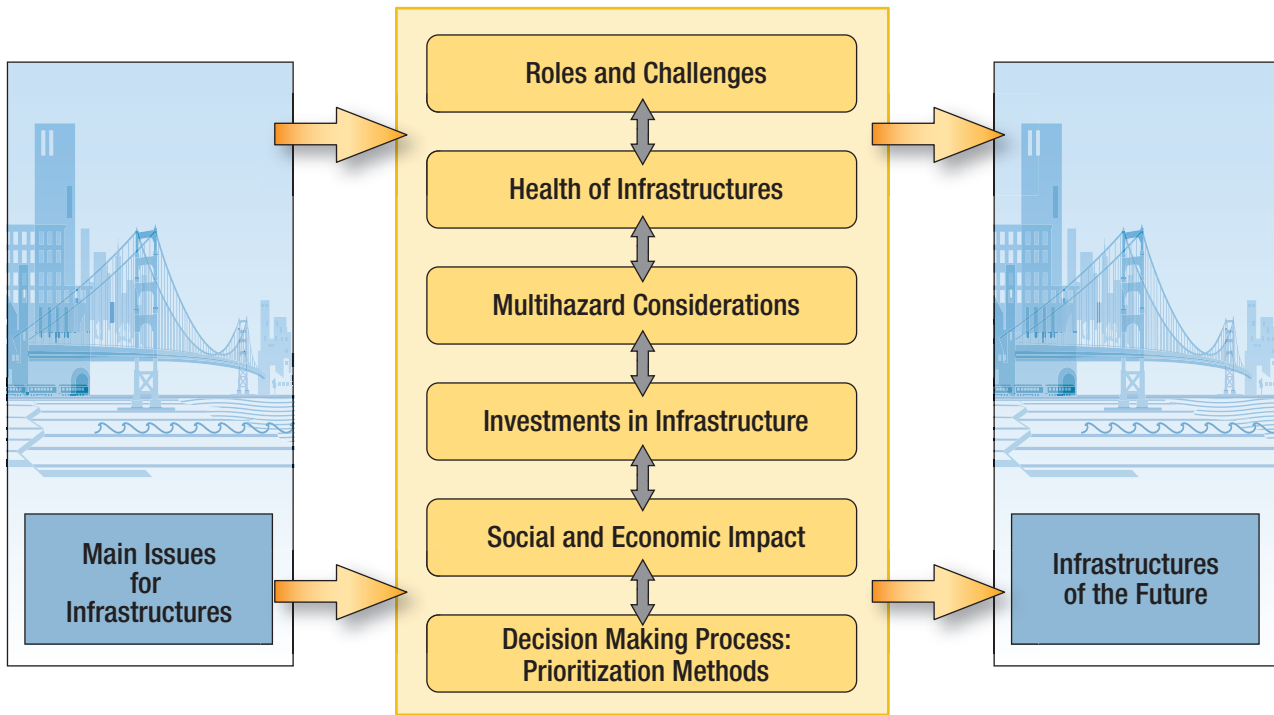 Main Issues
for
Infrastructures
Roles and Challenges
Health of Infrastructures
Multihazard Considerations
Investments in Infrastructure
Social and Economic Impact
Decision Making Process:
Prioritization Methods
Infrastructures
of the Future